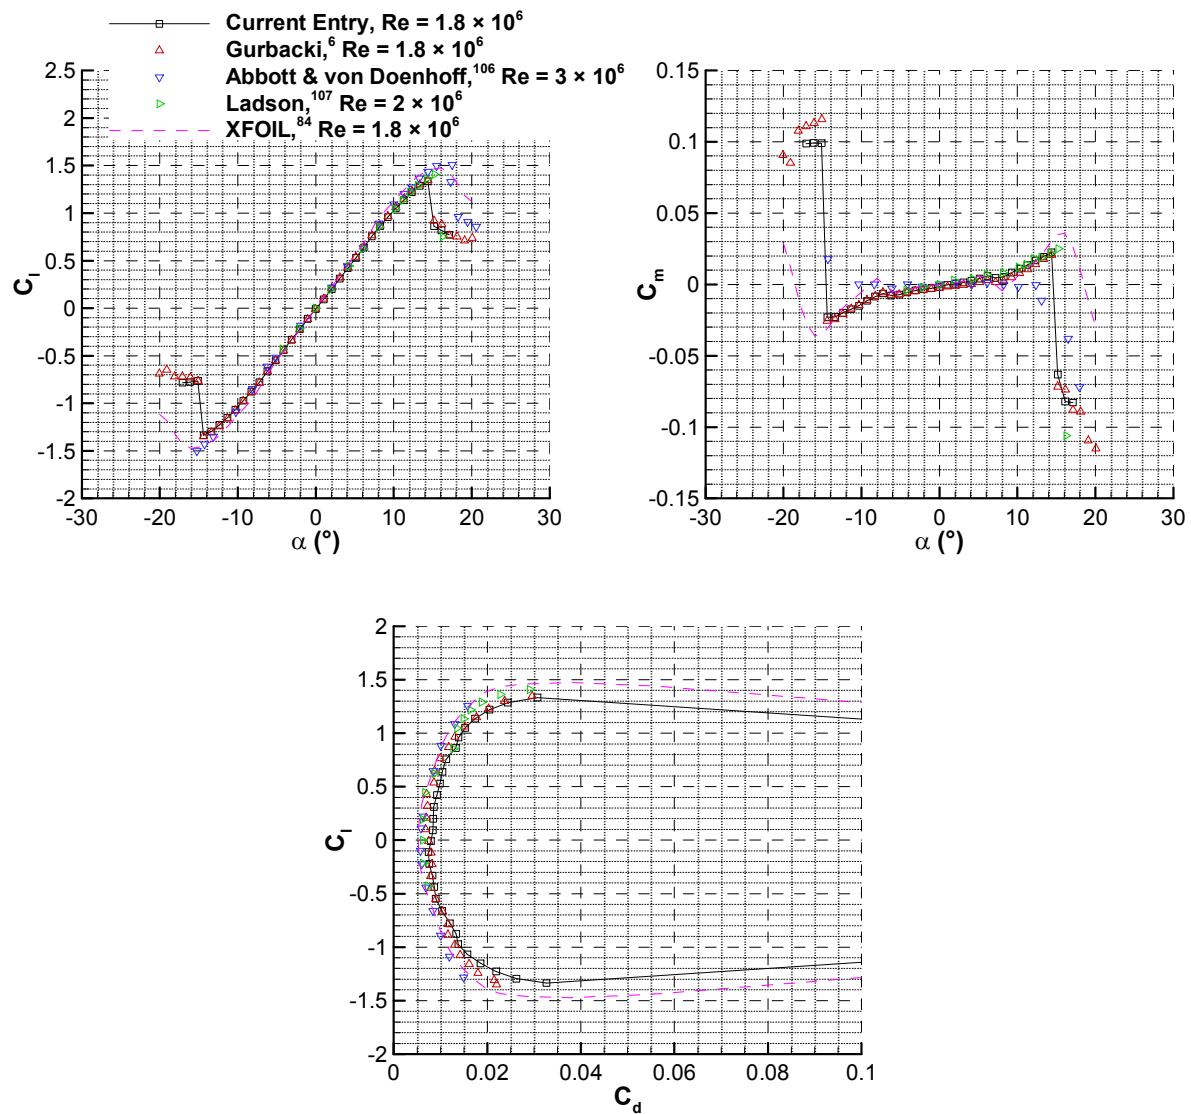 Current Entry, Re = 1.8 × 10⁶
Gurbacki,⁶ Re = 1.8 × 10⁶
Abbott & von Doenhoff,¹⁰⁶ Re = 3 × 10⁶
Ladson,¹⁰⁷ Re = 2 × 10⁶
XFOIL,⁸⁴ Re = 1.8 × 10⁶
2.5
2
1.5
1
0.5
0
-0.5
-1
-1.5
-2
Cl
-30 -20 -10 0 10 20 30
α (°)
0.15
0.1
0.05
0
-0.05
-0.1
-0.15
Cm
-30 -20 -10 0 10 20 30
α (°)
2
1.5
1
0.5
0
-0.5
-1
-1.5
-2
Cl
0 0.02 0.04 0.06 0.08 0.1
Cd